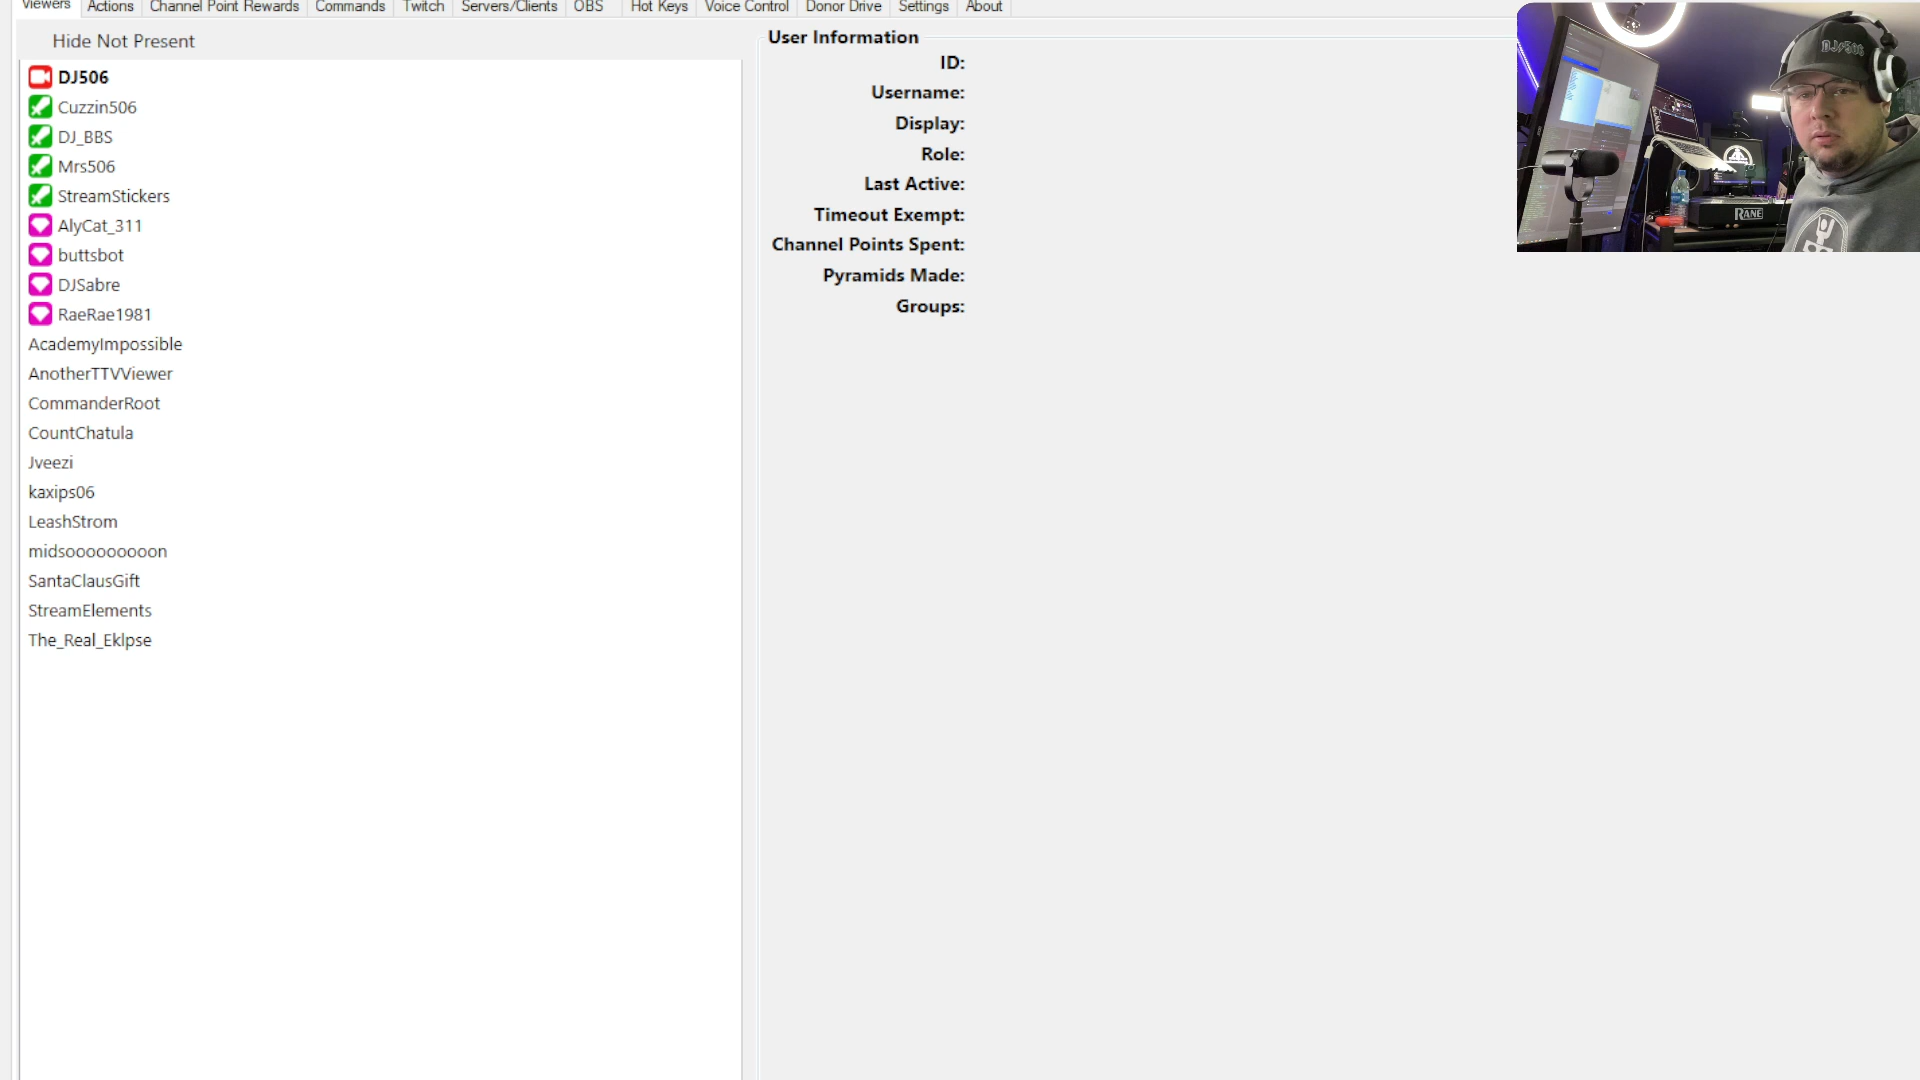 Viewers Actions Channel Point Rewards Commands Twitch Servers/Clients OBS Hot Keys Voice Control Donor Drive Settings About
Hide Not Present
DJ506
Cuzzin506
DJ_BBS
Mrs506
StreamStickers
AlyCat_311
buttsbot
DJSabre
RaeRae1981
AcademyImpossible
AnotherTTVViewer
CommanderRoot
CountChatula
Jveezi
kaxips06
LeashStrom
midsooooooooon
SantaClausGift
StreamElements
The_Real_Eklpse
User Information
ID:
Username:
Display:
Role:
Last Active:
Timeout Exempt:
Channel Points Spent:
Pyramids Made:
Groups:
DJ506
RANE